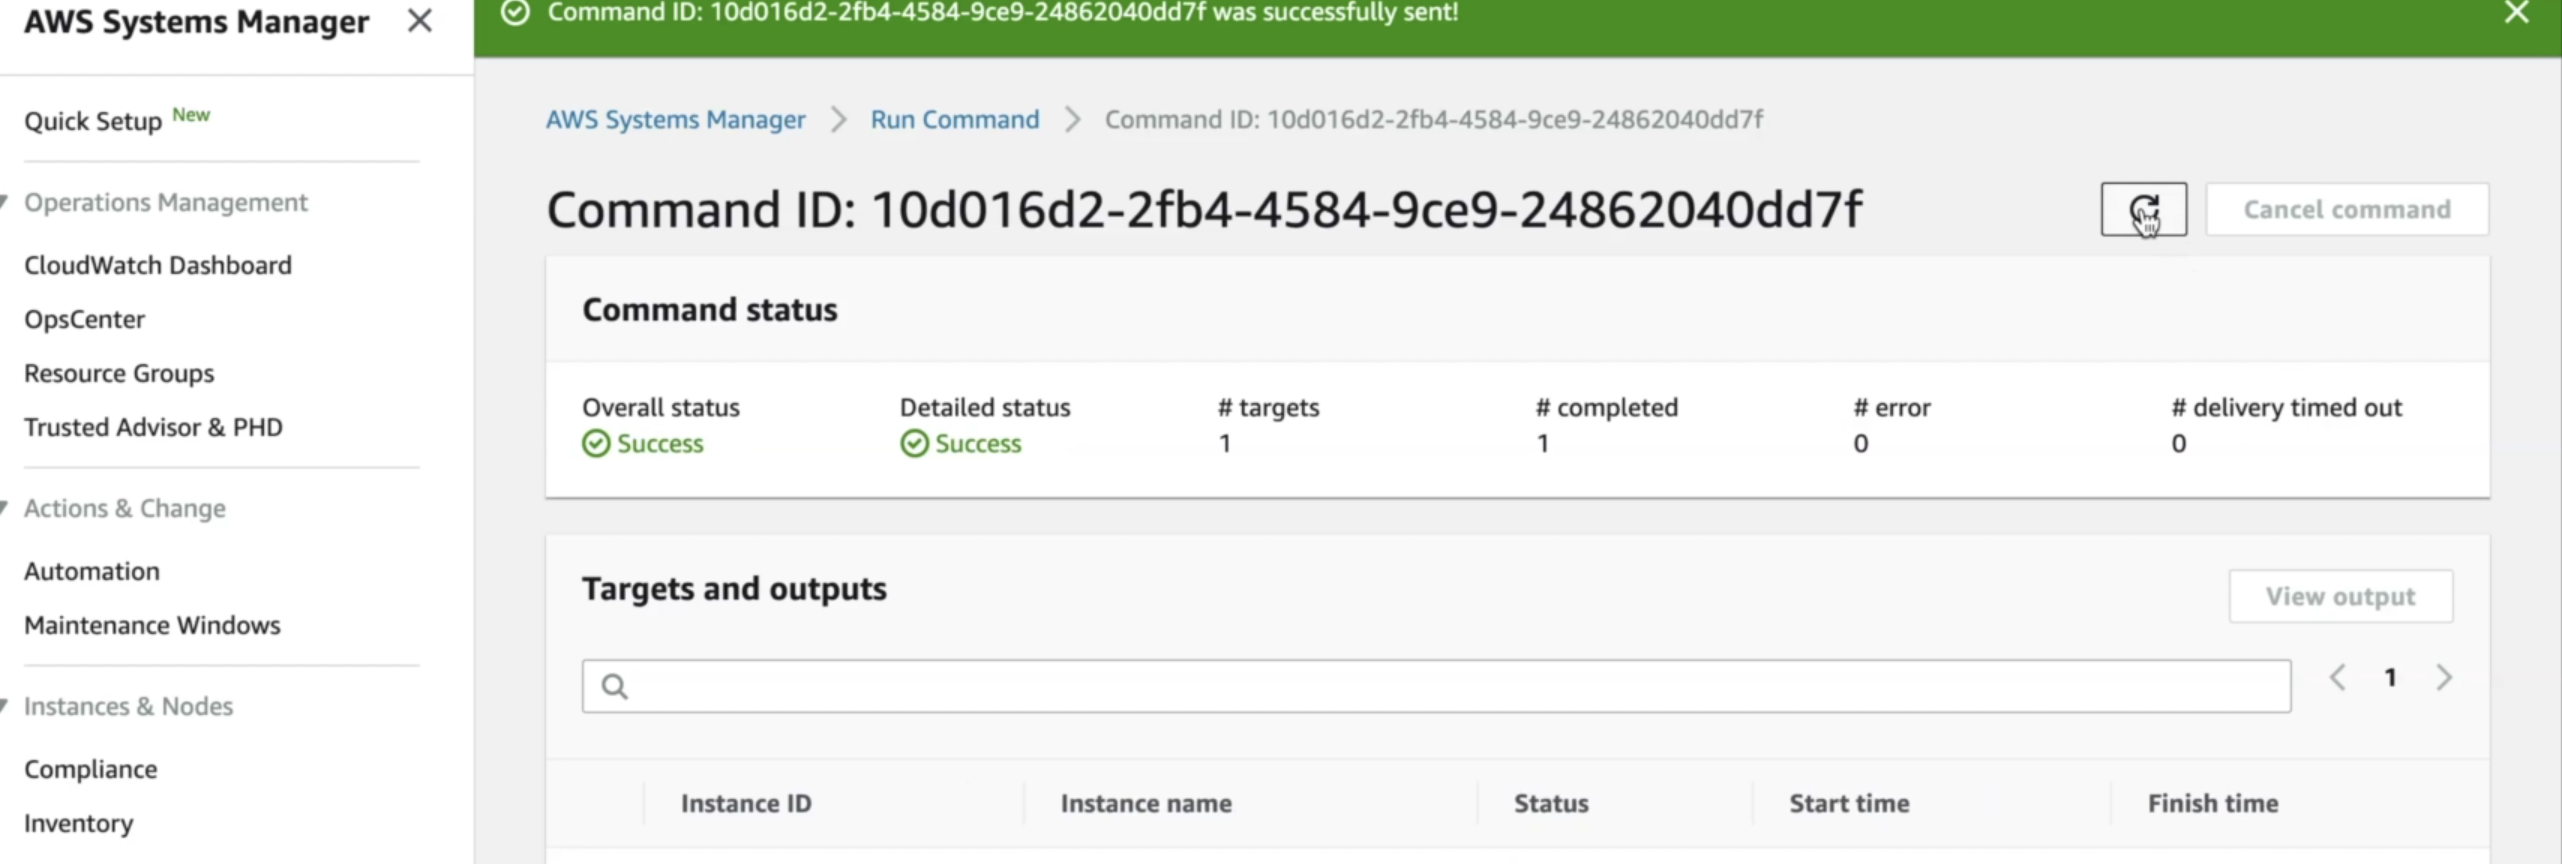 AWS Systems Manager
Command ID: 10d016d2-2fb4-4584-9ce9-24862040dd7f was successfully sent!
Quick Setup New
Operations Management
CloudWatch Dashboard
OpsCenter
Resource Groups
Trusted Advisor & PHD
Actions & Change
Automation
Maintenance Windows
Instances & Nodes
Compliance
Inventory
AWS Systems Manager > Run Command > Command ID: 10d016d2-2fb4-4584-9ce9-24862040dd7f
Command ID: 10d016d2-2fb4-4584-9ce9-24862040dd7f
Cancel command
Command status
Overall status Detailed status # targets # completed # error # delivery timed out
Success Success 1 1 0 0
Targets and outputs
View output
1
Instance ID Instance name Status Start time Finish time